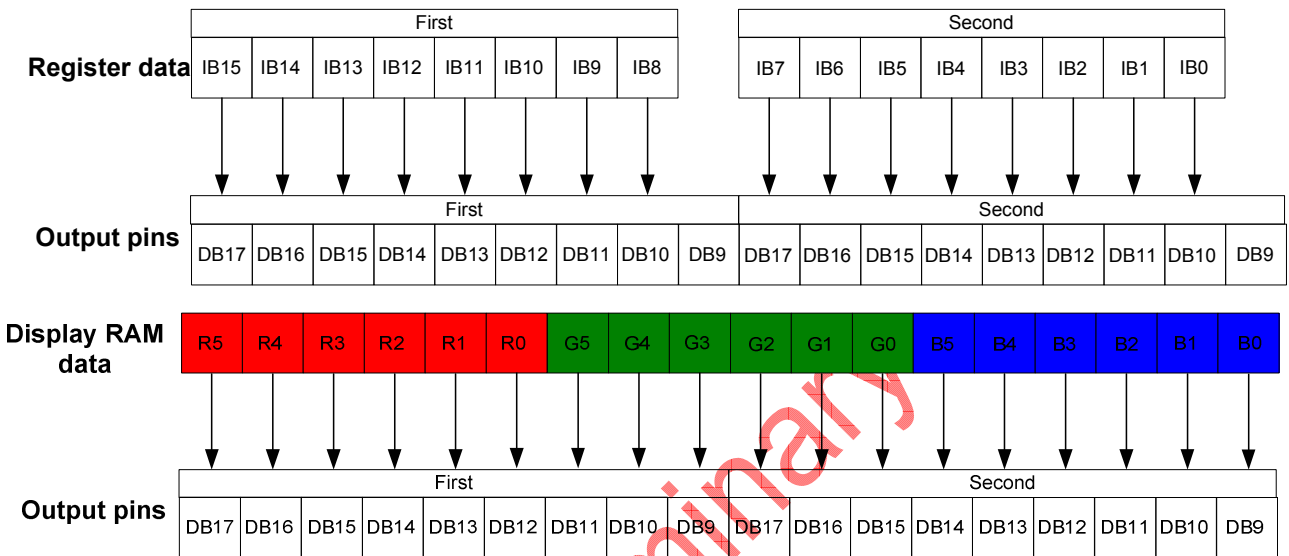 First Second
Register data IB15 IB14 IB13 IB12 IB11 IB10 IB9 IB8 IB7 IB6 IB5 IB4 IB3 IB2 IB1 IB0
First Second
Output pins DB17 DB16 DB15 DB14 DB13 DB12 DB11 DB10 DB9 DB17 DB16 DB15 DB14 DB13 DB12 DB11 DB10 DB9
Display RAM
data
R5 R4 R3 R2 R1 R0 G5 G4 G3 G2 G1 G0 B5 B4 B3 B2 B1 B0
First Second
Output pins DB17 DB16 DB15 DB14 DB13 DB12 DB11 DB10 DB9 DB17 DB16 DB15 DB14 DB13 DB12 DB11 DB10 DB9
minary